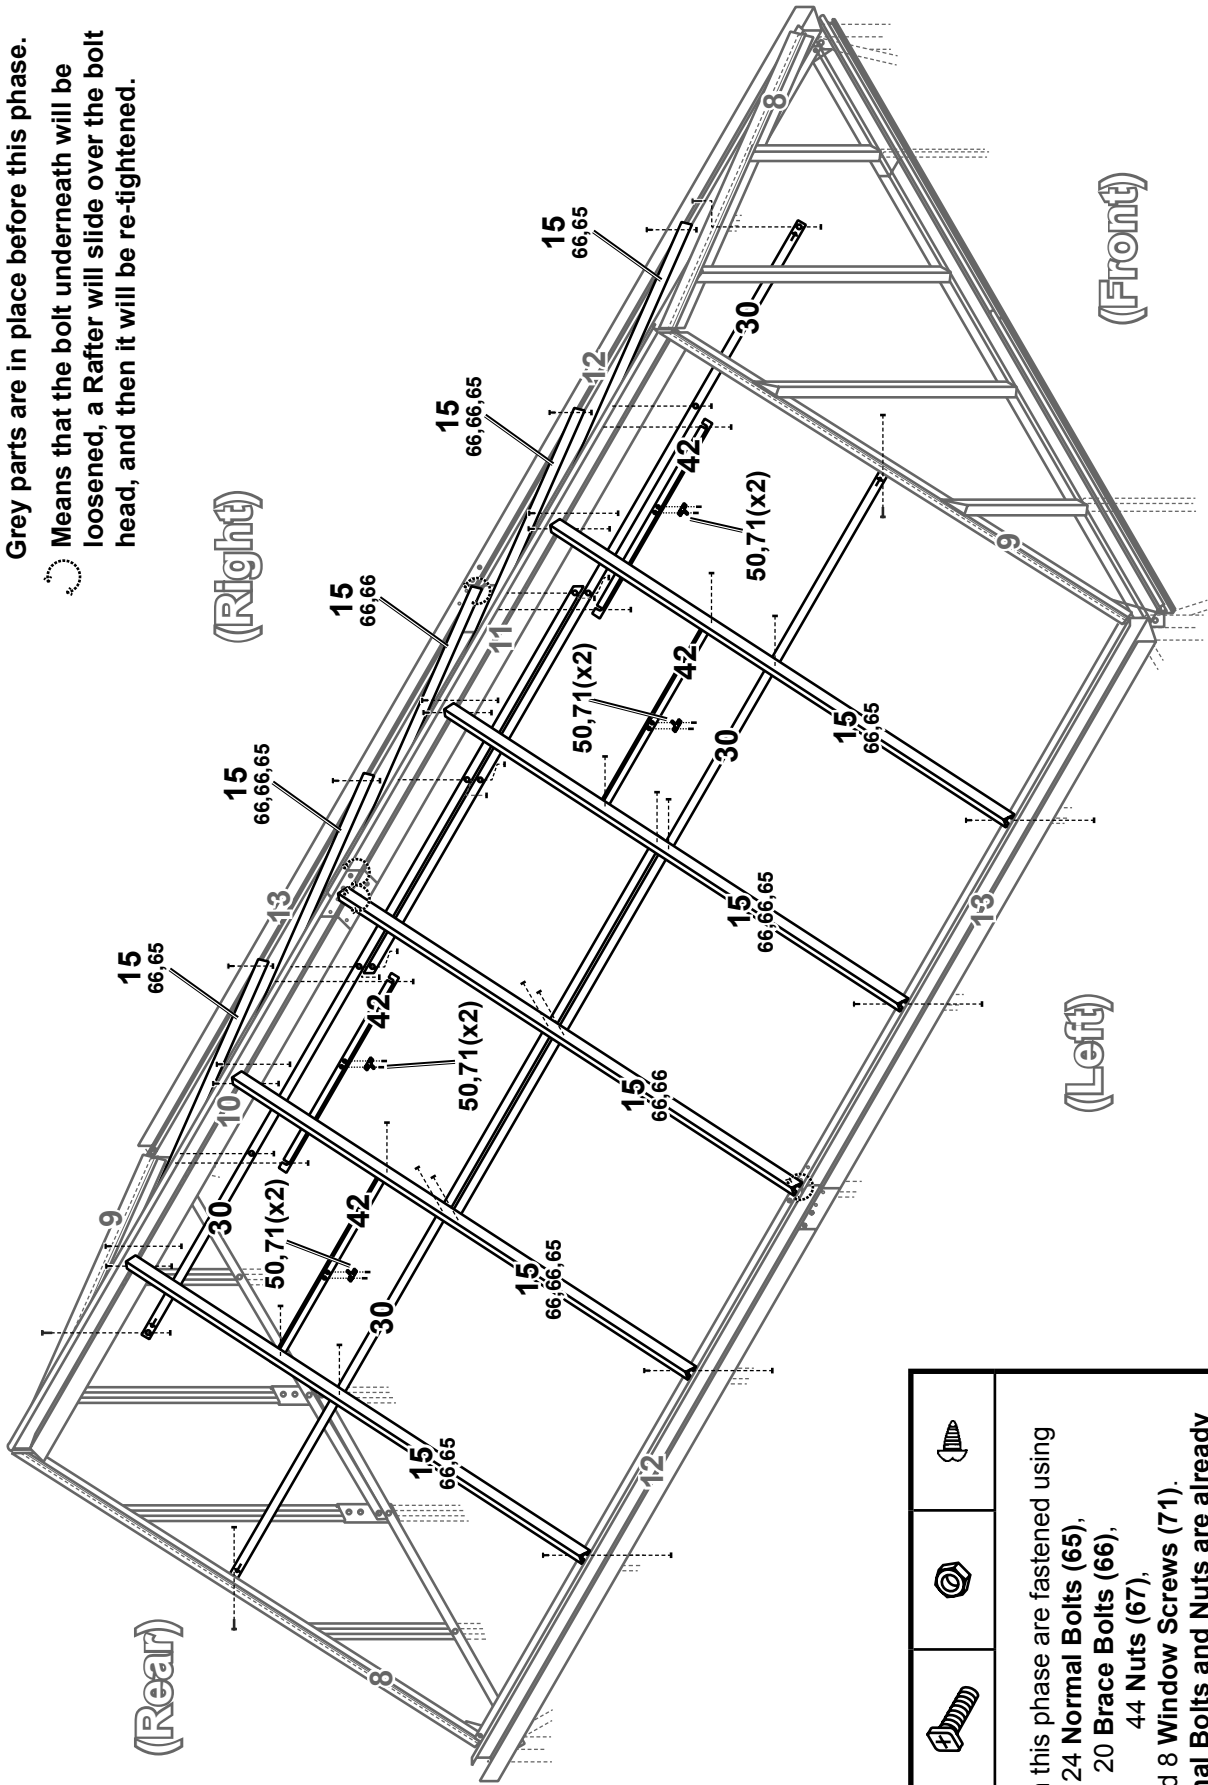 Grey parts are in place before this phase.
Means that the bolt underneath will be
loosened, a Rafter will slide over the bolt
head, and then it will be re-tightened.
(Right)
(Rear)
(Front)
(Left)
15
66,65
15
66,66,65
15
66,66
15
66,66,65
15
66,65
9
10
13
11
12
8
30
30
42
42
50,71(x2)
50,71(x2)
42
42
50,71(x2)
50,71(x2)
30
30
8
9
15
66,65
15
66,66,65
15
66,66
15
66,66,65
15
66,65
12
13
this phase are fastened using
24 Normal Bolts (65),
20 Brace Bolts (66),
44 Nuts (67),
8 Window Screws (71).
Bolts and Nuts are already